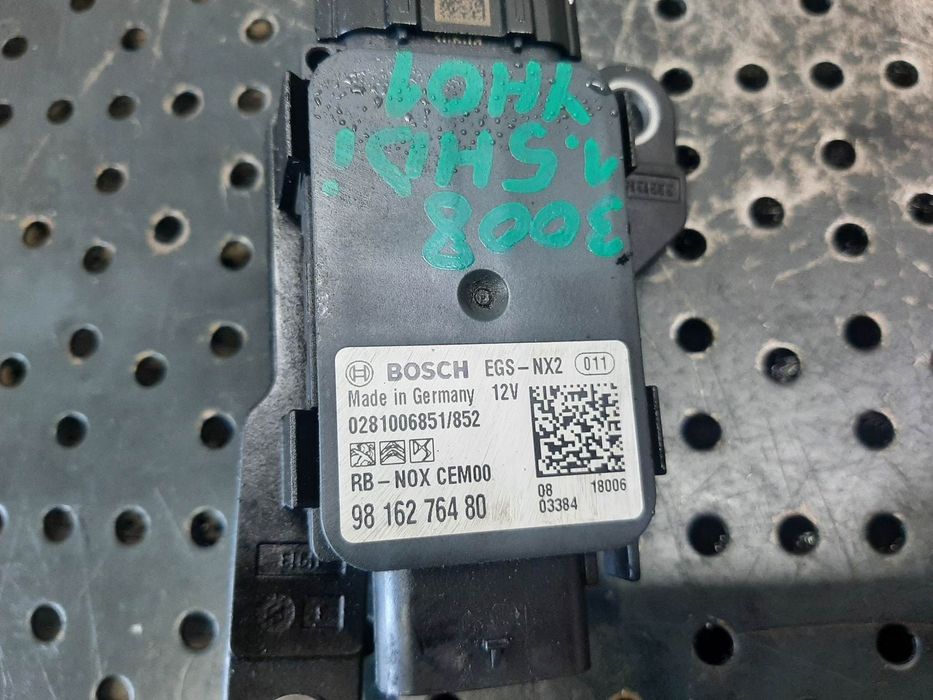 3008
1.5HDi
YH01
BOSCH EGS-NX2 011
Made in Germany 12V
0281006851/852
RB-NOX CEM00
98 162 764 80
08 18006
03384